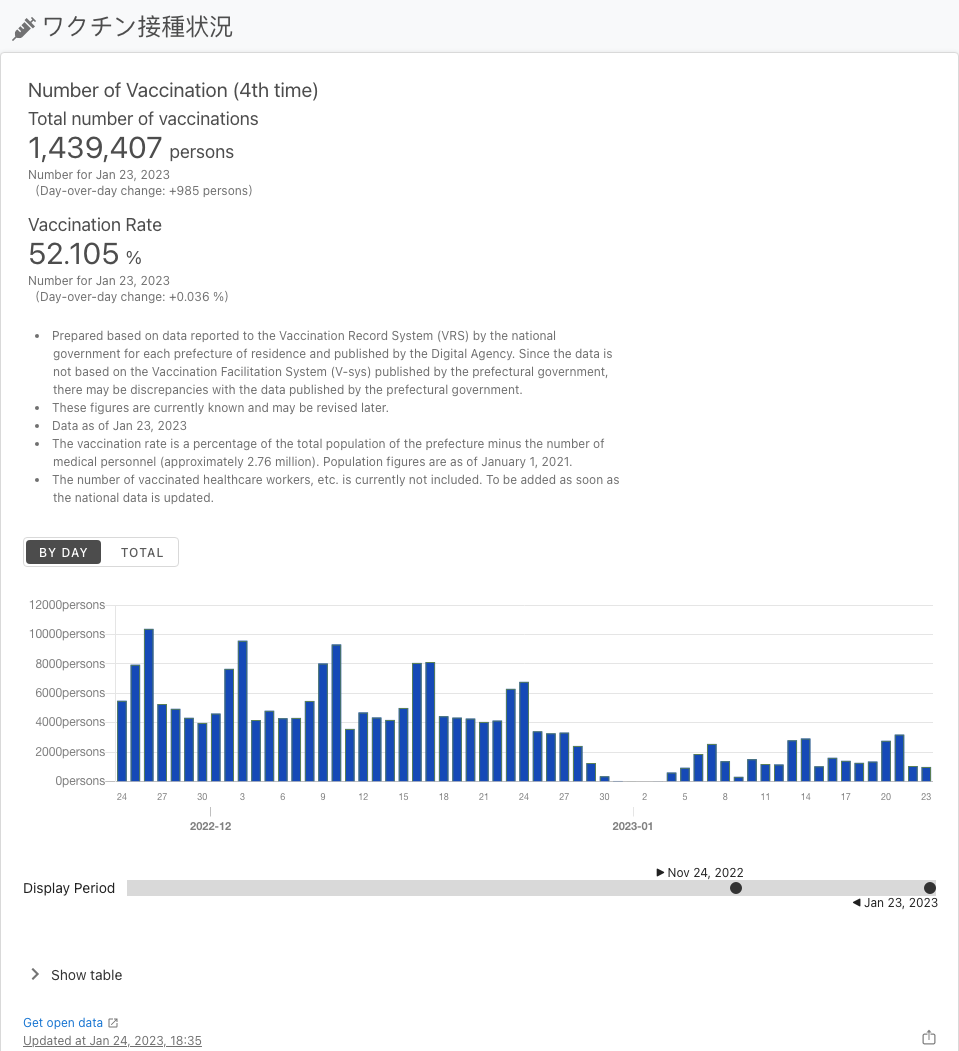 ワクチン接種状況
Number of Vaccination (4th time)
Total number of vaccinations
1,439,407 persons
Number for Jan 23, 2023
(Day-over-day change: +985 persons)
Vaccination Rate
52.105 %
Number for Jan 23, 2023
(Day-over-day change: +0.036 %)
• Prepared based on data reported to the Vaccination Record System (VRS) by the national
government for each prefecture of residence and published by the Digital Agency. Since the data is
not based on the Vaccination Facilitation System (V-sys) published by the prefectural government,
there may be discrepancies with the data published by the prefectural government.
• These figures are currently known and may be revised later.
• Data as of Jan 23, 2023
• The vaccination rate is a percentage of the total population of the prefecture minus the number of
medical personnel (approximately 2.76 million). Population figures are as of January 1, 2021.
• The number of vaccinated healthcare workers, etc. is currently not included. To be added as soon as
the national data is updated.
BY DAY TOTAL
12000persons
10000persons
8000persons
6000persons
4000persons
2000persons
0persons
24 27 30 3 6 9 12 15 18 21 24 27 30 2 5 8 11 14 17 20 23
2022-12 2023-01
Nov 24, 2022
Display Period
Jan 23, 2023
Show table
Get open data
Updated at Jan 24, 2023, 18:35